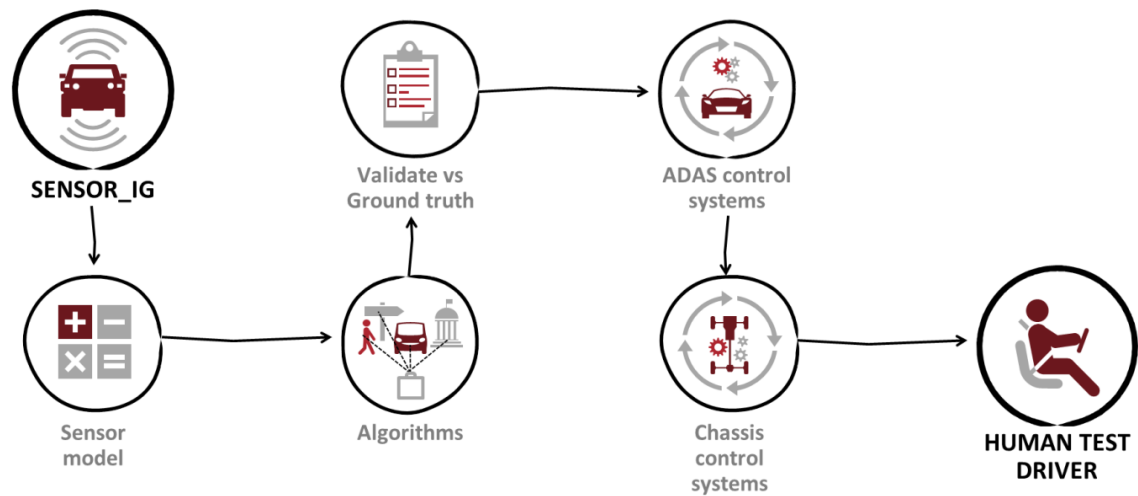 SENSOR_IG
Validate vs
Ground truth
ADAS control
systems
Sensor
model
Algorithms
Chassis
control
systems
HUMAN TEST
DRIVER